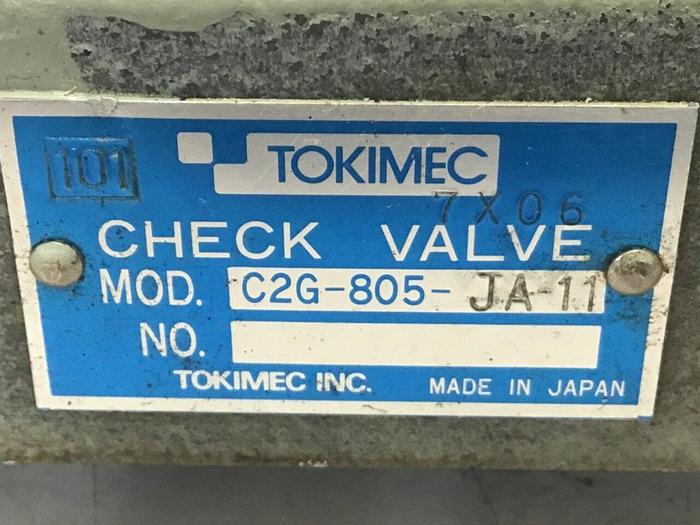 101
TOKIMEC
7X06
CHECK VALVE
MOD. C2G-805-JA-11
NO.
TOKIMEC INC. MADE IN JAPAN